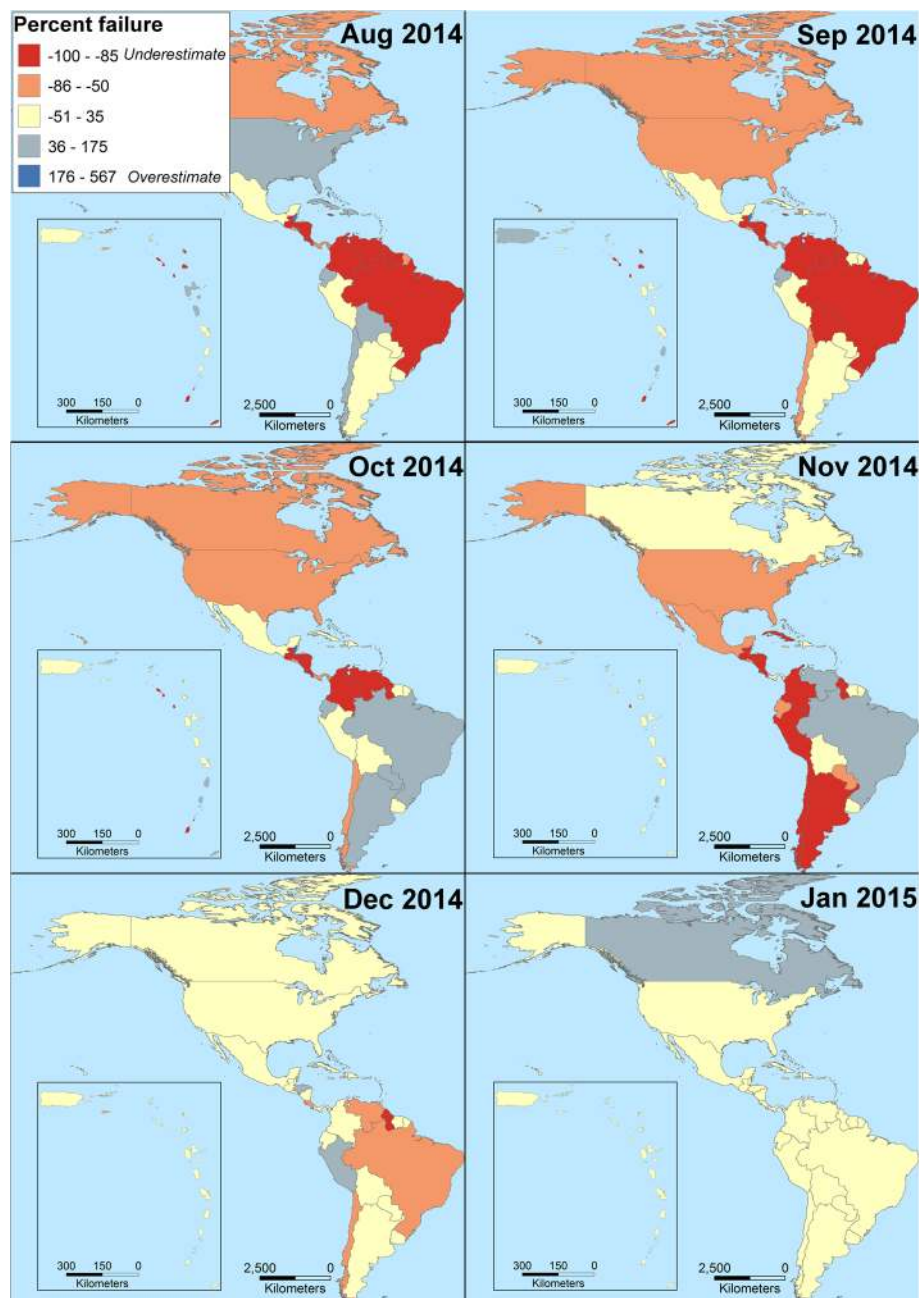 Percent failure
-100 - -85 Underestimate
-86 - -50
-51 - 35
36 - 175
176 - 567 Overestimate
Aug 2014
300 150 0
Kilometers
2,500 0
Kilometers
Sep 2014
300 150 0
Kilometers
2,500 0
Kilometers
Oct 2014
300 150 0
Kilometers
2,500 0
Kilometers
Nov 2014
300 150 0
Kilometers
2,500 0
Kilometers
Dec 2014
300 150 0
Kilometers
2,500 0
Kilometers
Jan 2015
300 150 0
Kilometers
2,500 0
Kilometers